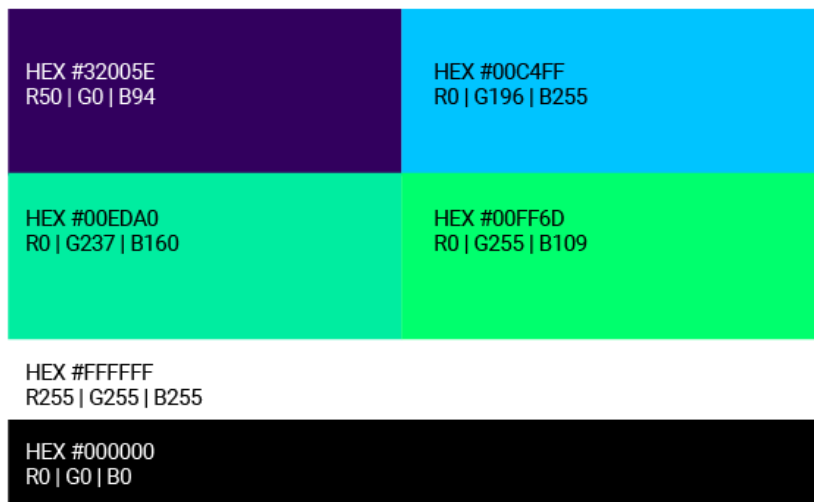 HEX #32005E
R50 | G0 | B94
HEX #00C4FF
R0 | G196 | B255
HEX #00EDA0
R0 | G237 | B160
HEX #00FF6D
R0 | G255 | B109
HEX #FFFFFF
R255 | G255 | B255
HEX #000000
R0 | G0 | B0